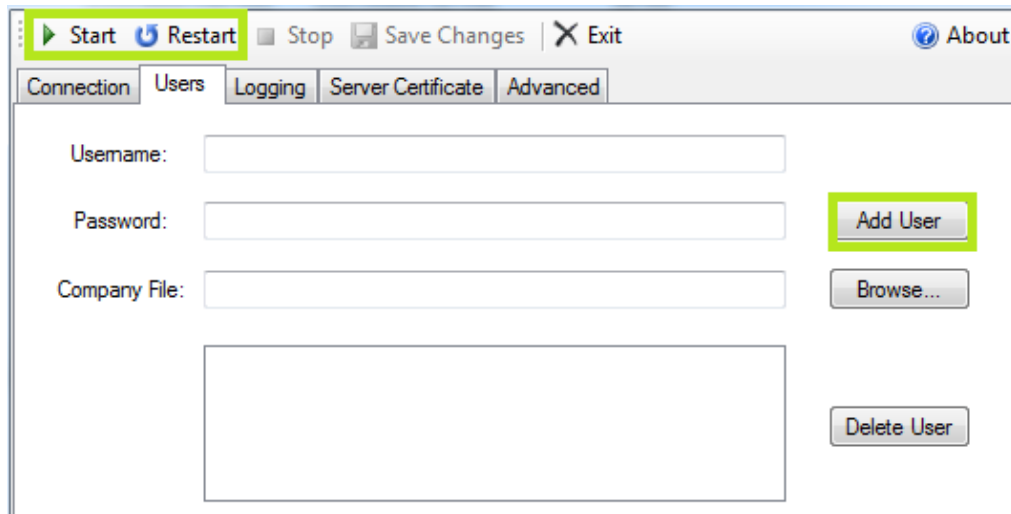 Start Restart Stop Save Changes Exit About
Connection Users Logging Server Certificate Advanced
Username:
Password: Add User
Company File: Browse...
Delete User